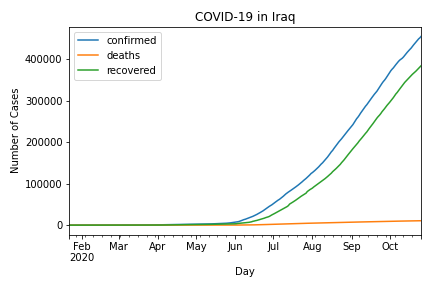 COVID-19 in Iraq
confirmed
deaths
recovered
Number of Cases
400000
300000
200000
100000
0
Feb Mar Apr May Jun Jul Aug Sep Oct
2020
Day